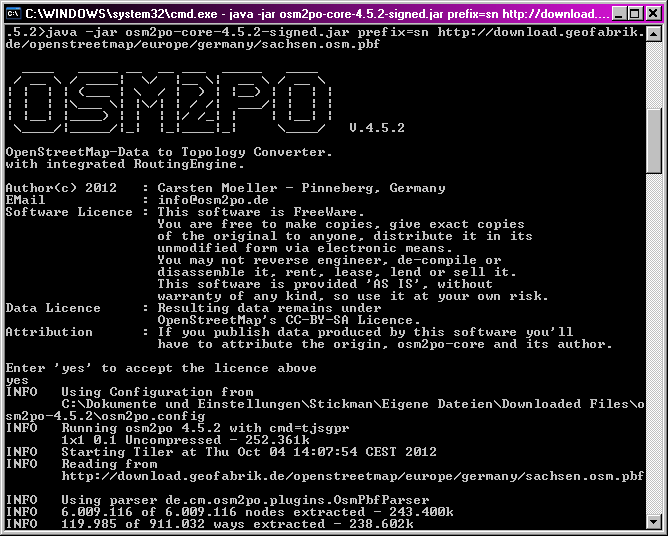 C:\WINDOWS\system32\cmd.exe - java -jar osm2po-core-4.5.2-signed.jar prefix=sn http://download....
.5.2>java -jar osm2po-core-4.5.2-signed.jar prefix=sn http://download.geofabrik.
de/openstreetmap/europe/germany/sachsen.osm.pbf
OSM2PO V.4.5.2
OpenStreetMap-Data to Topology Converter.
with integrated RoutingEngine.
Author(c) 2012 : Carsten Moeller - Pinneberg, Germany
EMail : info@osm2po.de
Software Licence : This software is FreeWare.
You are free to make copies, give exact copies
of the original to anyone, distribute it in its
unmodified form via electronic means.
You may not reverse engineer, de-compile or
disassemble it, rent, lease, lend or sell it.
This software is provided 'AS IS', without
warranty of any kind, so use it at your own risk.
Data Licence : Resulting data remains under
OpenStreetMap's CC-BY-SA Licence.
Attribution : If you publish data produced by this software you'll
have to attribute the origin, osm2po-core and its author.
Enter 'yes' to accept the licence above
yes
INFO Using Configuration from
C:\Dokumente und Einstellungen\Stickman\Eigene Dateien\Downloaded Files\o
sm2po-4.5.2\osm2po.config
INFO Running osm2po 4.5.2 with cmd=tjsgpr
1x1 0.1 Uncompressed - 252.361k
INFO Starting Tiler at Thu Oct 04 14:07:54 CEST 2012
INFO Reading from
http://download.geofabrik.de/openstreetmap/europe/germany/sachsen.osm.pbf
INFO Using parser de.cm.osm2po.plugins.OsmPbfParser
INFO 6.009.116 of 6.009.116 nodes extracted - 243.400k
INFO 119.985 of 911.032 ways extracted - 238.602k